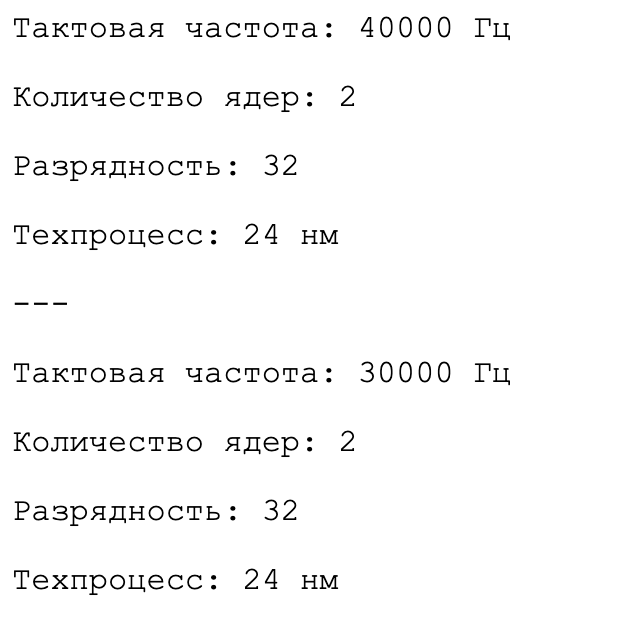 Тактовая частота: 40000 Гц
Количество ядер: 2
Разрядность: 32
Техпроцесс: 24 нм
---
Тактовая частота: 30000 Гц
Количество ядер: 2
Разрядность: 32
Техпроцесс: 24 нм